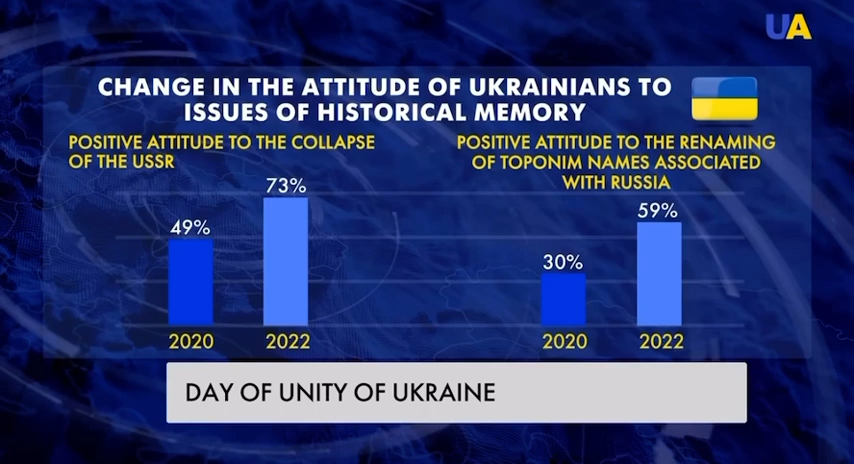 UA
CHANGE IN THE ATTITUDE OF UKRAINIANS TO
ISSUES OF HISTORICAL MEMORY
POSITIVE ATTITUDE TO THE COLLAPSE
OF THE USSR
73%
49%
2020
2022
POSITIVE ATTITUDE TO THE RENAMING
OF TOPONIM NAMES ASSOCIATED
WITH RUSSIA
59%
30%
2020
2022
DAY OF UNITY OF UKRAINE